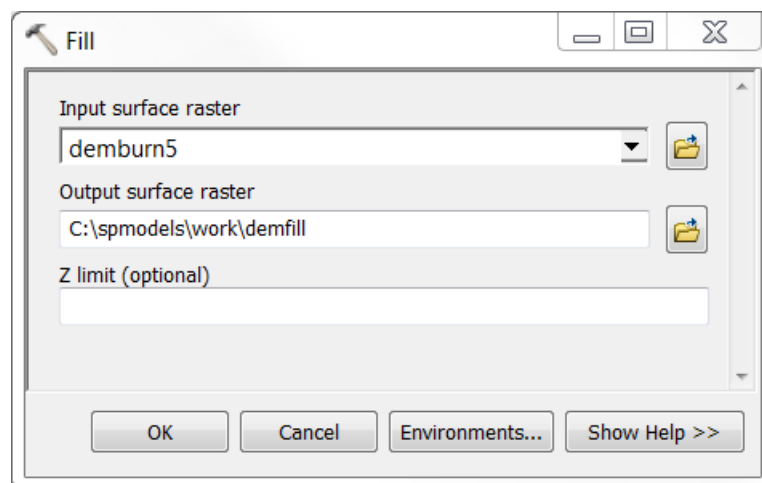 Fill
Input surface raster
demburn5
Output surface raster
C:\spmodels\work\demfill
Z limit (optional)
OK Cancel Environments... Show Help >>